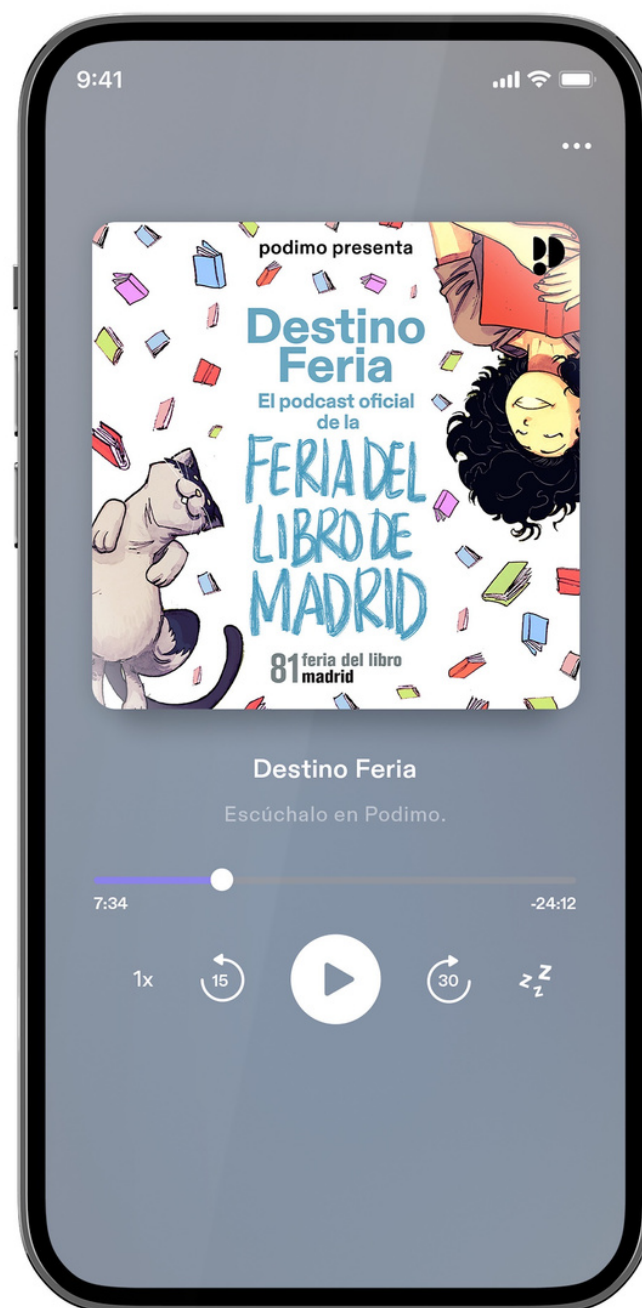 9:41
podimo presenta
Destino
Feria
El podcast oficial
de la
FERIA DEL
LIBRO DE
MADRID
81 feria del libro
madrid
Destino Feria
Escúchalo en Podimo.
7:34 -24:12
1x 15 30 zzz